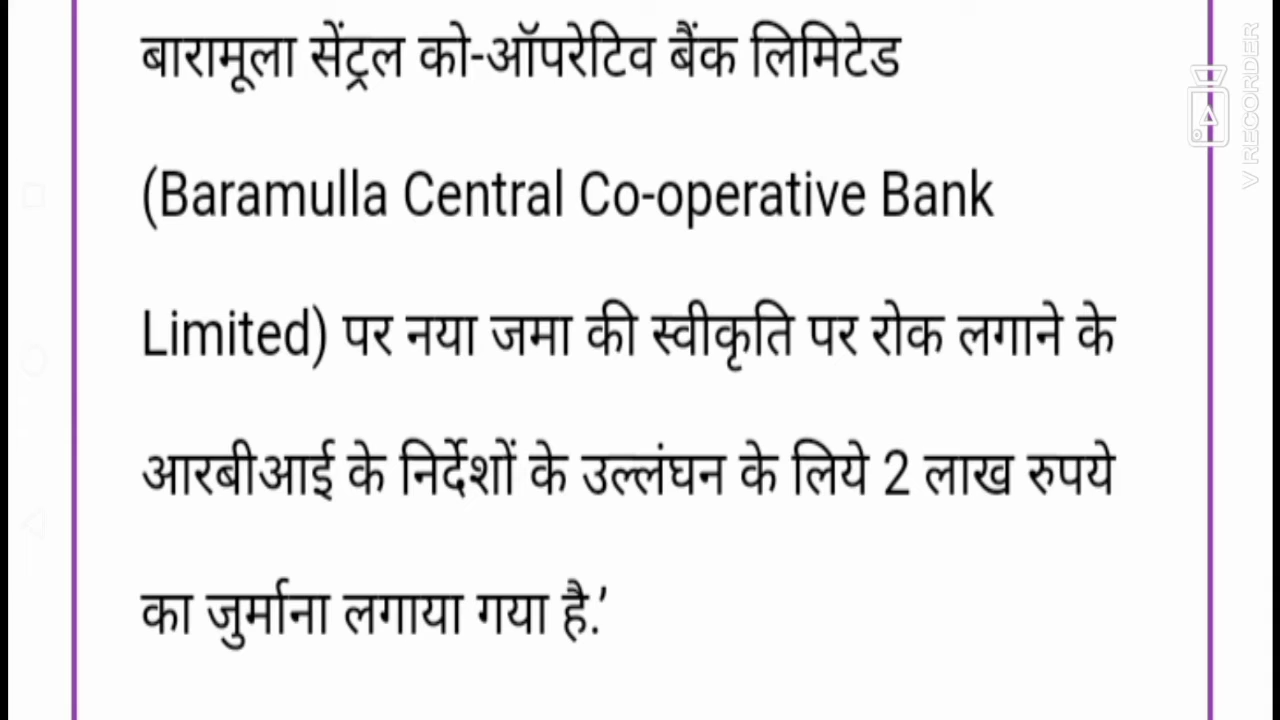 बारामूला सेंट्रल को-ऑपरेटिव बैंक लिमिटेड
(Baramulla Central Co-operative Bank
Limited) पर नया जमा की स्वीकृति पर रोक लगाने के
आरबीआई के निर्देशों के उल्लंघन के लिये 2 लाख रुपये
का जुर्माना लगाया गया है.’
V RECORDER